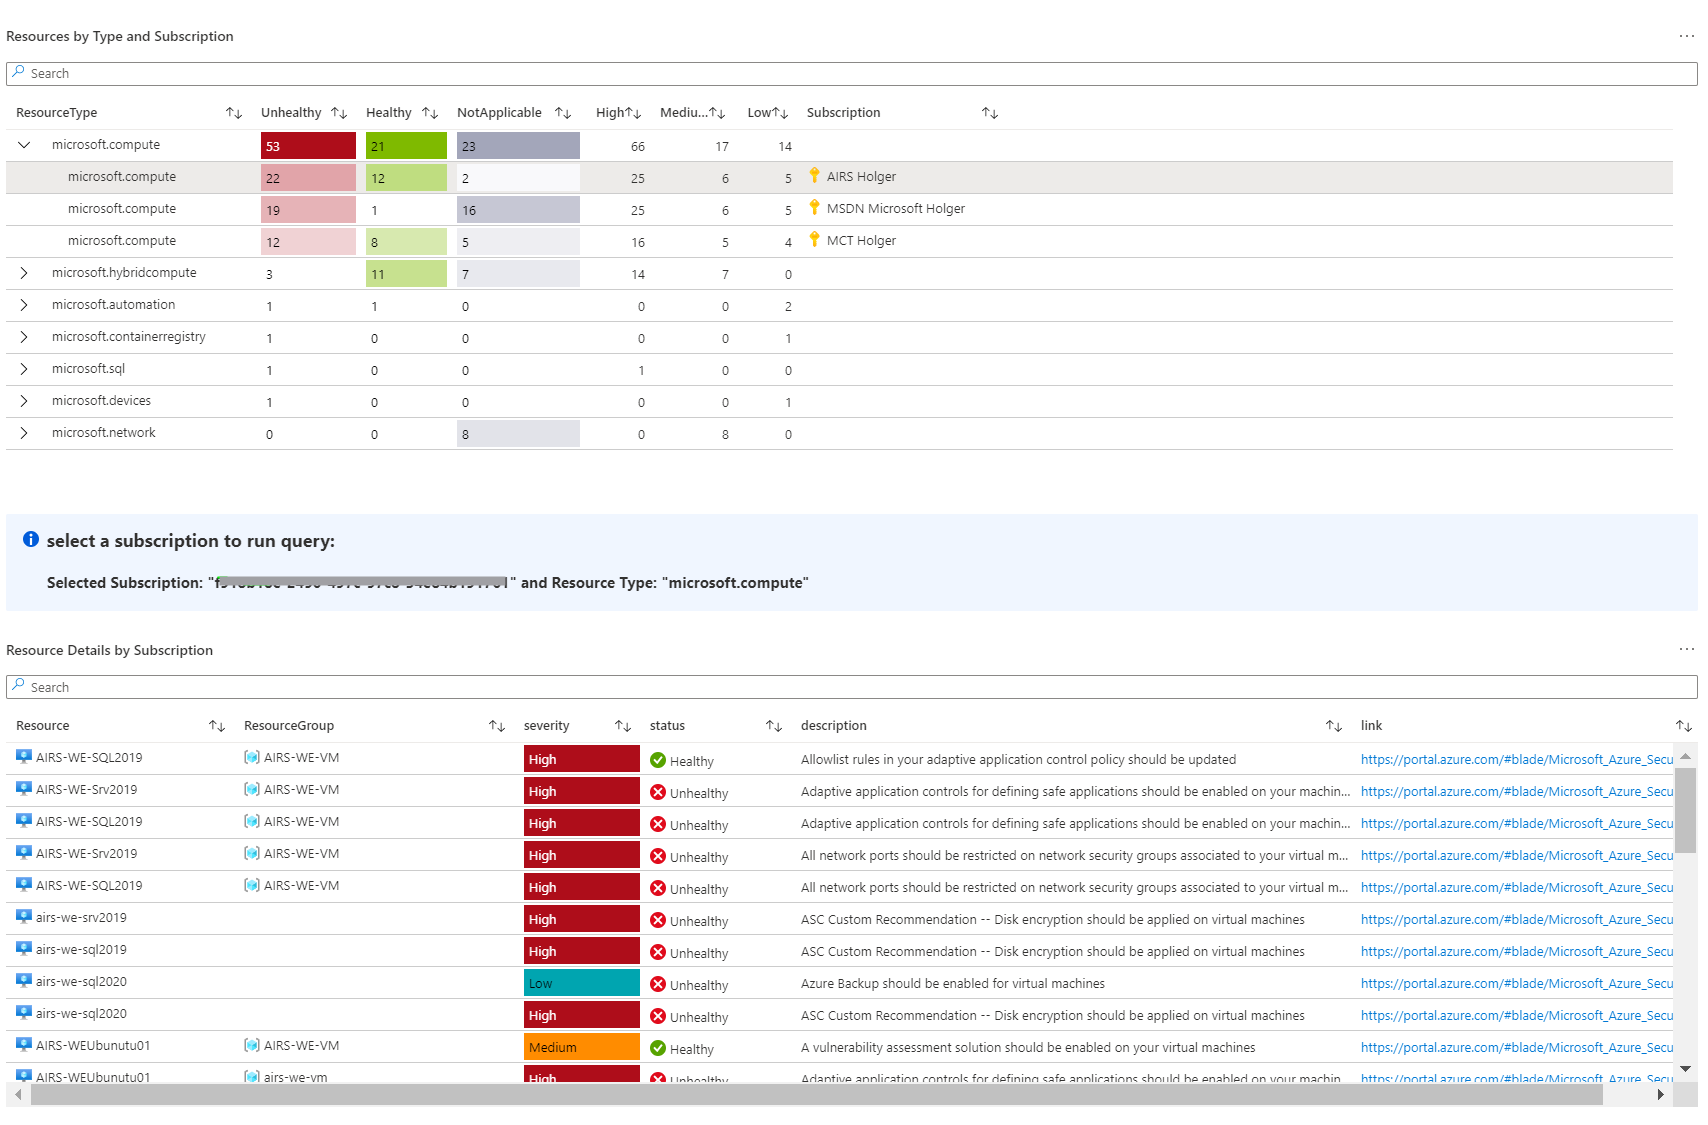 Resources by Type and Subscription
Search
ResourceType Unhealthy Healthy NotApplicable High Mediu... Low Subscription
microsoft.compute 53 21 23 66 17 14
microsoft.compute 22 12 2 25 6 5 AIRS Holger
microsoft.compute 19 1 16 25 6 5 MSDN Microsoft Holger
microsoft.compute 12 8 5 16 5 4 MCT Holger
microsoft.hybridcompute 3 11 7 14 7 0
microsoft.automation 1 1 0 0 0 2
microsoft.containerregistry 1 0 0 0 0 1
microsoft.sql 1 0 0 1 0 0
microsoft.devices 1 0 0 0 0 1
microsoft.network 0 0 8 0 8 0
select a subscription to run query:
Selected Subscription: " " and Resource Type: "microsoft.compute"
Resource Details by Subscription
Search
Resource ResourceGroup severity status description link
AIRS-WE-SQL2019 AIRS-WE-VM High Healthy Allowlist rules in your adaptive application control policy should be updated https://portal.azure.com/#blade/Microsoft_Azure_Secu
AIRS-WE-Srv2019 AIRS-WE-VM High Unhealthy Adaptive application controls for defining safe applications should be enabled on your machin... https://portal.azure.com/#blade/Microsoft_Azure_Secu
AIRS-WE-SQL2019 AIRS-WE-VM High Unhealthy Adaptive application controls for defining safe applications should be enabled on your machin... https://portal.azure.com/#blade/Microsoft_Azure_Secu
AIRS-WE-Srv2019 AIRS-WE-VM High Unhealthy All network ports should be restricted on network security groups associated to your virtual m... https://portal.azure.com/#blade/Microsoft_Azure_Secu
AIRS-WE-SQL2019 AIRS-WE-VM High Unhealthy All network ports should be restricted on network security groups associated to your virtual m... https://portal.azure.com/#blade/Microsoft_Azure_Secu
airs-we-srv2019 High Unhealthy ASC Custom Recommendation -- Disk encryption should be applied on virtual machines https://portal.azure.com/#blade/Microsoft_Azure_Secu
airs-we-sql2019 High Unhealthy ASC Custom Recommendation -- Disk encryption should be applied on virtual machines https://portal.azure.com/#blade/Microsoft_Azure_Secu
airs-we-sql2020 Low Unhealthy Azure Backup should be enabled for virtual machines https://portal.azure.com/#blade/Microsoft_Azure_Secu
airs-we-sql2020 High Unhealthy ASC Custom Recommendation -- Disk encryption should be applied on virtual machines https://portal.azure.com/#blade/Microsoft_Azure_Secu
AIRS-WEUbunutu01 AIRS-WE-VM Medium Healthy A vulnerability assessment solution should be enabled on your virtual machines https://portal.azure.com/#blade/Microsoft_Azure_Secu
AIRS-WEUbunutu01 airs-we-vm High Unhealthy Adaptive application controls for defining safe applications should be enabled on your machin https://portal.azure.com/#blade/Microsoft_Azure_Secu